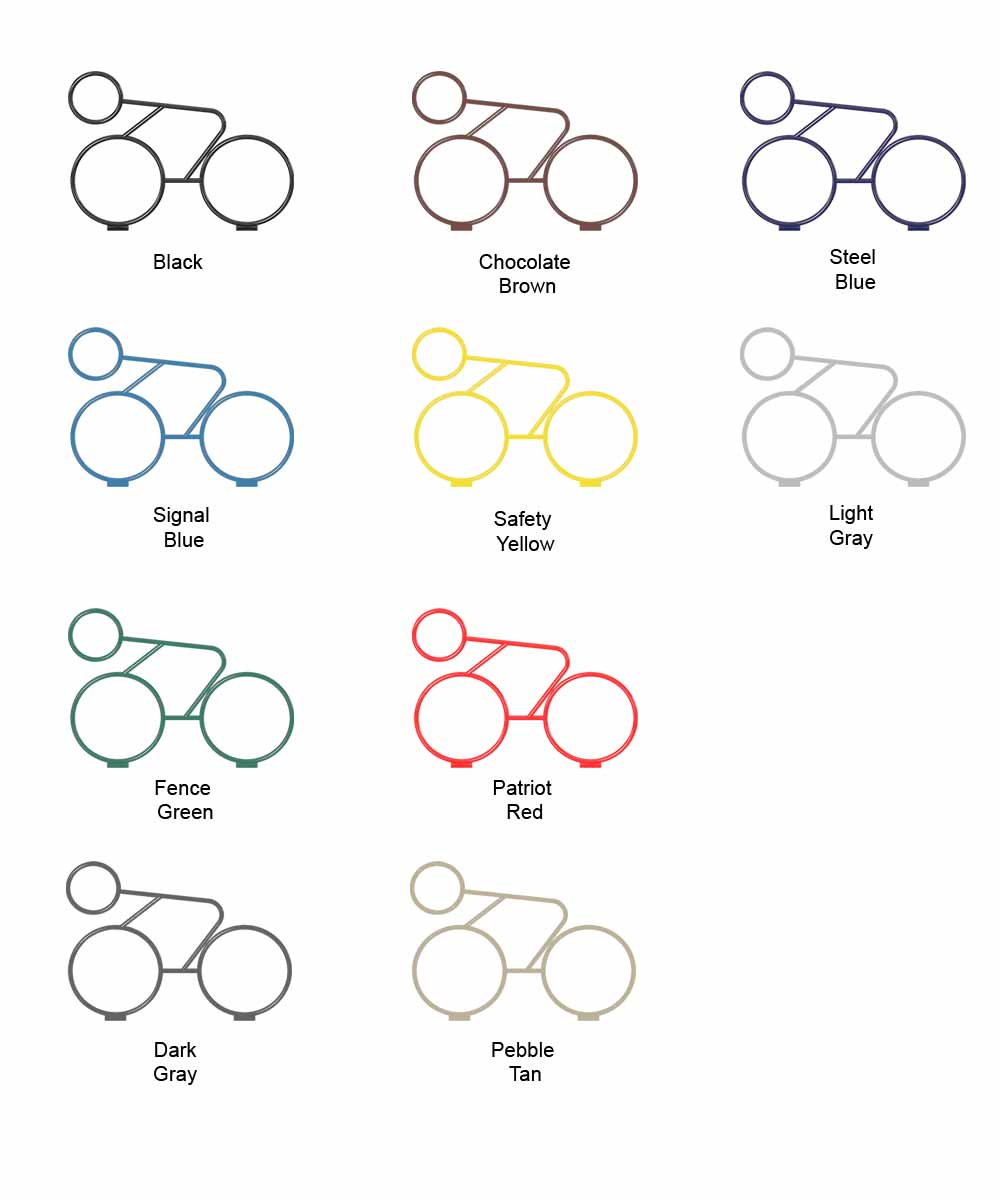 Black
Chocolate
Brown
Steel
Blue
Signal
Blue
Safety
Yellow
Light
Gray
Fence
Green
Patriot
Red
Dark
Gray
Pebble
Tan